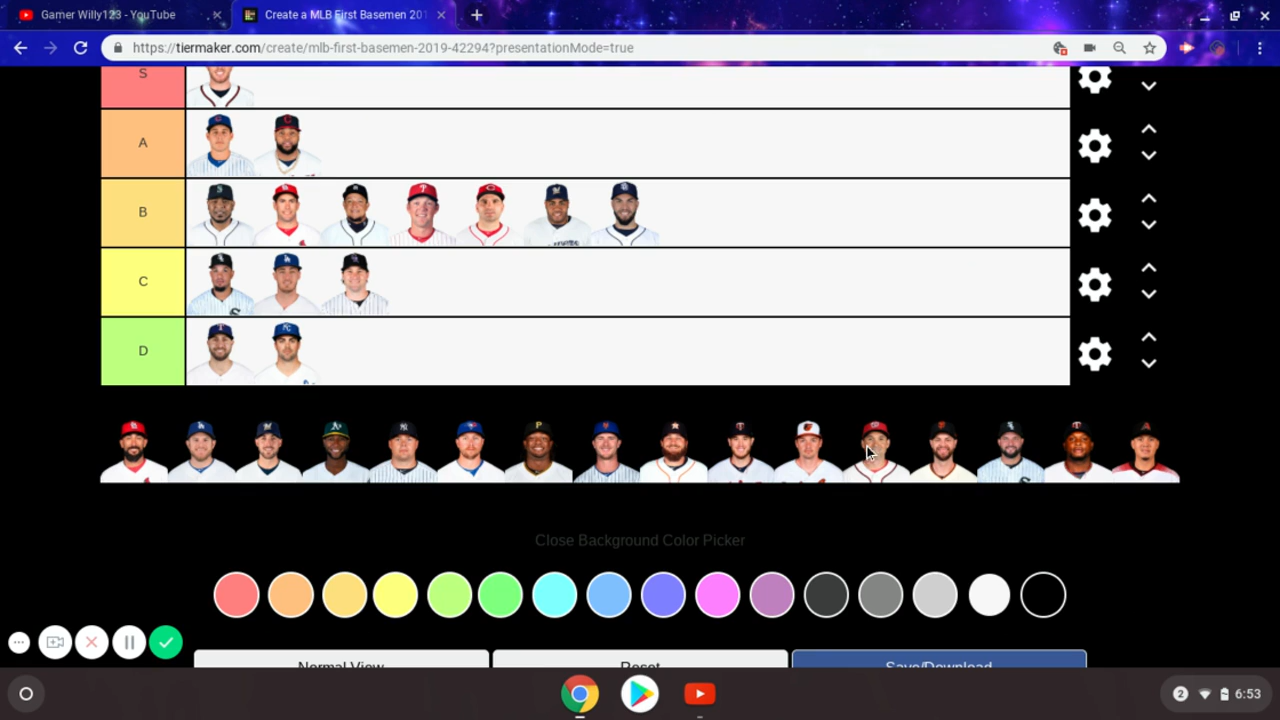 Gamer Willy123 - YouTube
Create a MLB First Basemen 201
https://tiermaker.com/create/mlb-first-basemen-2019-42294?presentationMode=true
S
A
B
C
D
Close Background Color Picker
Normal View
Reset
Save/Download
2
6:53